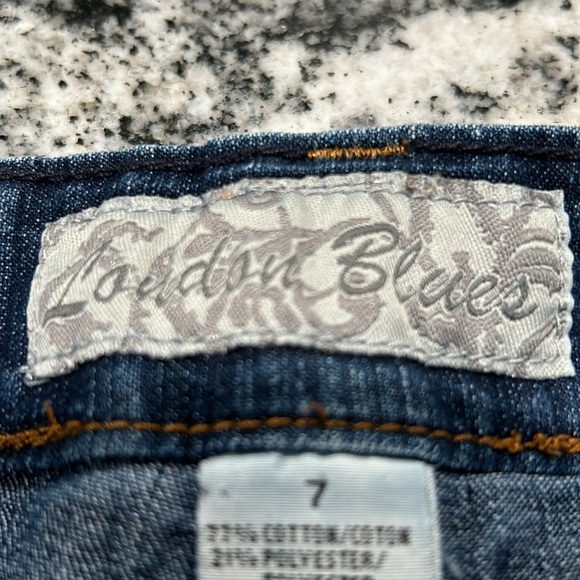 London Blues
7
77% COTTON/COTON
21% POLYESTER/